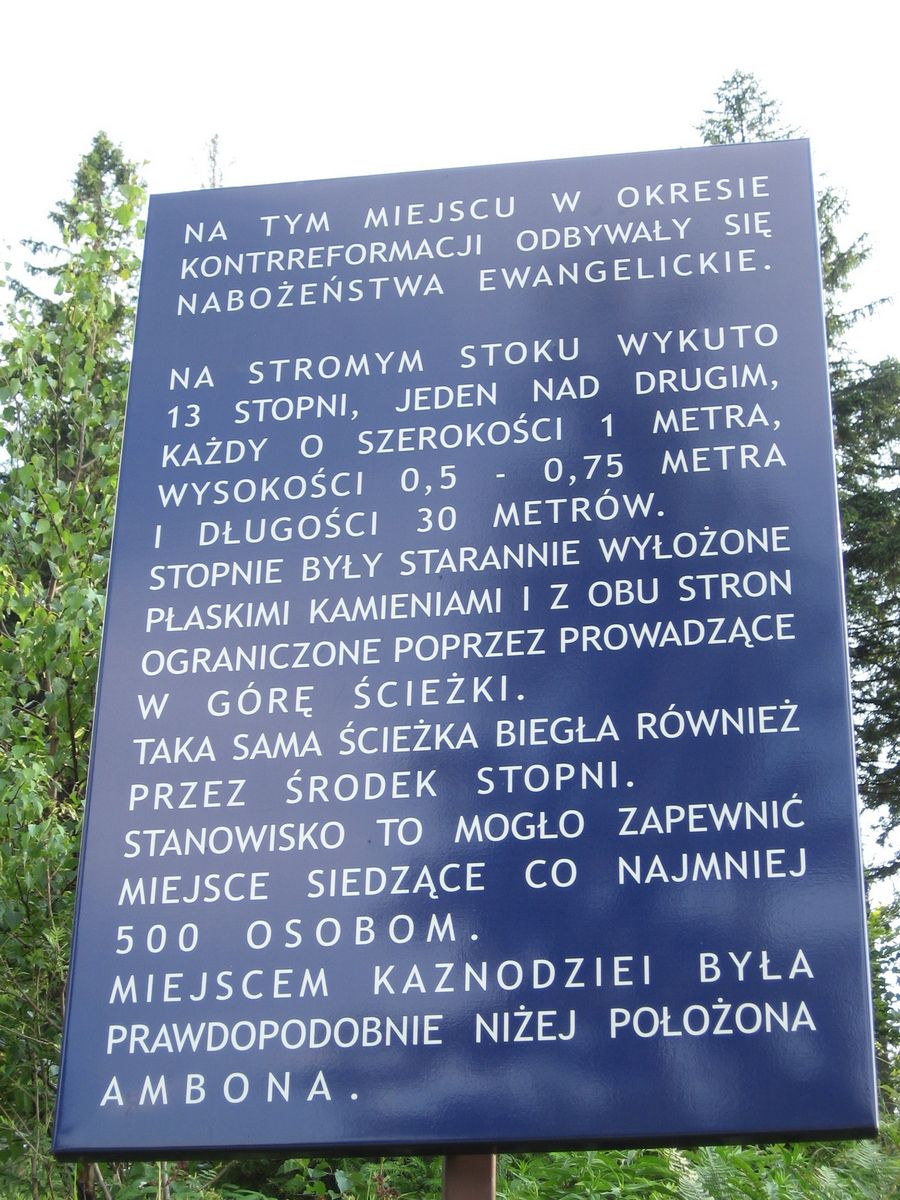 NA TYM MIEJSCU W OKRESIE
KONTRREFORMACJI ODBYWAŁY SIĘ
NABOŻEŃSTWA EWANGELICKIE.
NA STROMYM STOKU WYKUTO
13 STOPNI, JEDEN NAD DRUGIM,
KAŻDY O SZEROKOŚCI 1 METRA,
WYSOKOŚCI 0,5 - 0,75 METRA
I DŁUGOŚCI 30 METRÓW.
STOPNIE BYŁY STARANNIE WYŁOŻONE
PŁASKIMI KAMIENIAMI I Z OBU STRON
OGRANICZONE POPRZEZ PROWADZĄCE
W GÓRĘ ŚCIEŻKI.
TAKA SAMA ŚCIEŻKA BIEGŁA RÓWNIEŻ
PRZEZ ŚRODEK STOPNI.
STANOWISKO TO MOGŁO ZAPEWNIĆ
MIEJSCE SIEDZĄCE CO NAJMNIEJ
500 OSOBOM.
MIEJSCEM KAZNODZIEI BYŁA
PRAWDOPODOBNIE NIŻEJ POŁOŻONA
AMBONA.